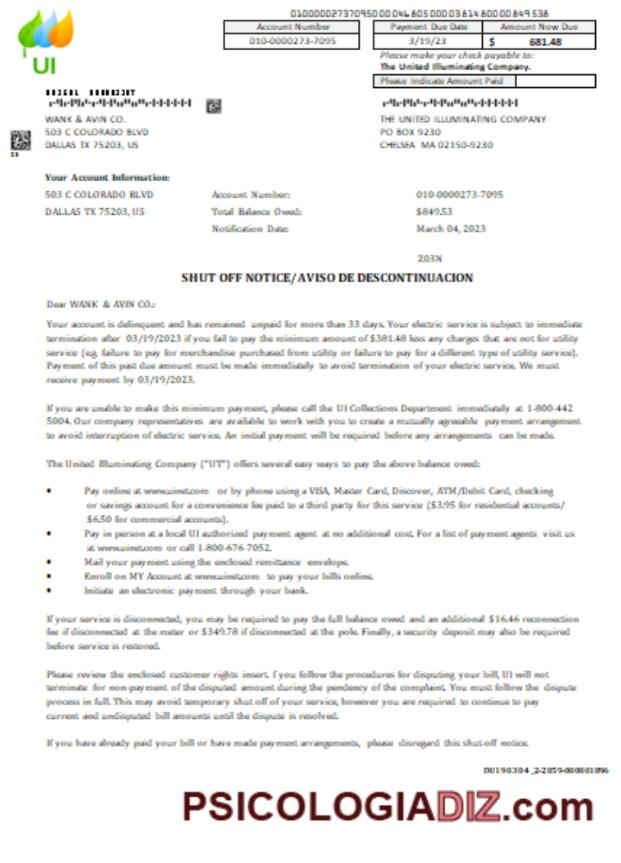 010000027370950000468050000381480000849538
Account Number
Payment Due Date
Amount Now Due
010-0000273-7095
3/19/23
$ 681.48
Please make your check payable to:
The United Illuminating Company.
Please Indicate Amount Paid
UI
WANK & AVIN CO.
503 C COLORADO BLVD
DALLAS TX 75203, US
THE UNITED ILLUMINATING COMPANY
PO BOX 9230
CHELSEA MA 02150-9230
Your Account Information:
503 C COLORADO BLVD
DALLAS TX 75203, US
Account Number: 010-0000273-7095
Total Balance Owed: $849.53
Notification Date: March 04, 2023
Z03N
SHUT OFF NOTICE/AVISO DE DESCONTINUACION
Dear WANK & AVIN CO.:
Your account is delinquent and has remained unpaid for more than 33 days. Your electric service is subject to immediate
termination after 03/19/2023 if you fail to pay the minimum amount of $381.48 less any charges that are not for utility
service (e.g. failure to pay for merchandise purchased from utility or failure to pay for a different type of utility service).
Payment of this past due amount must be made immediately to avoid termination of your electric service. We must
receive payment by 03/19/2023.
If you are unable to make this minimum payment, please call the UI Collections Department immediately at 1-800-442
5004. Our company representatives are available to work with you to create a mutually agreeable payment arrangement
to avoid interruption of electric service. An initial payment will be required before any arrangements can be made.
The United Illuminating Company ("UT") offers several easy ways to pay the above balance owed:
• Pay online at www.uinet.com or by phone using a VISA, Master Card, Discover, ATM/Debit Card, checking
or savings account for a convenience fee paid to a third party for this service ($3.95 for residential accounts/
$6.50 for commercial accounts).
• Pay in person at a local UI authorized payment agent at no additional cost. For a list of payment agents visit us
at www.uinet.com or call 1-800-676-7052.
• Mail your payment using the enclosed remittance envelope.
• Enroll on MY Account at www.uinet.com to pay your bills online.
• Initiate an electronic payment through your bank.
If your service is disconnected, you may be required to pay the full balance owed and an additional $16.46 reconnection
fee if disconnected at the meter or $349.78 if disconnected at the pole. Finally, a security deposit may also be required
before service is restored.
Please review the enclosed customer rights insert. f you follow the procedures for disputing your bill, UI will not
terminate for non-payment of the disputed amount during the pendency of the complaint. You must follow the dispute
process in full. This may avoid temporary shut off of your service, however you are required to continue to pay
current and undisputed bill amounts until the dispute is resolved.
If you have already paid your bill or have made payment arrangements, please disregard this shut-off notice.
DU190304_2-2059-000001096
PSICOLOGIADIZ.com